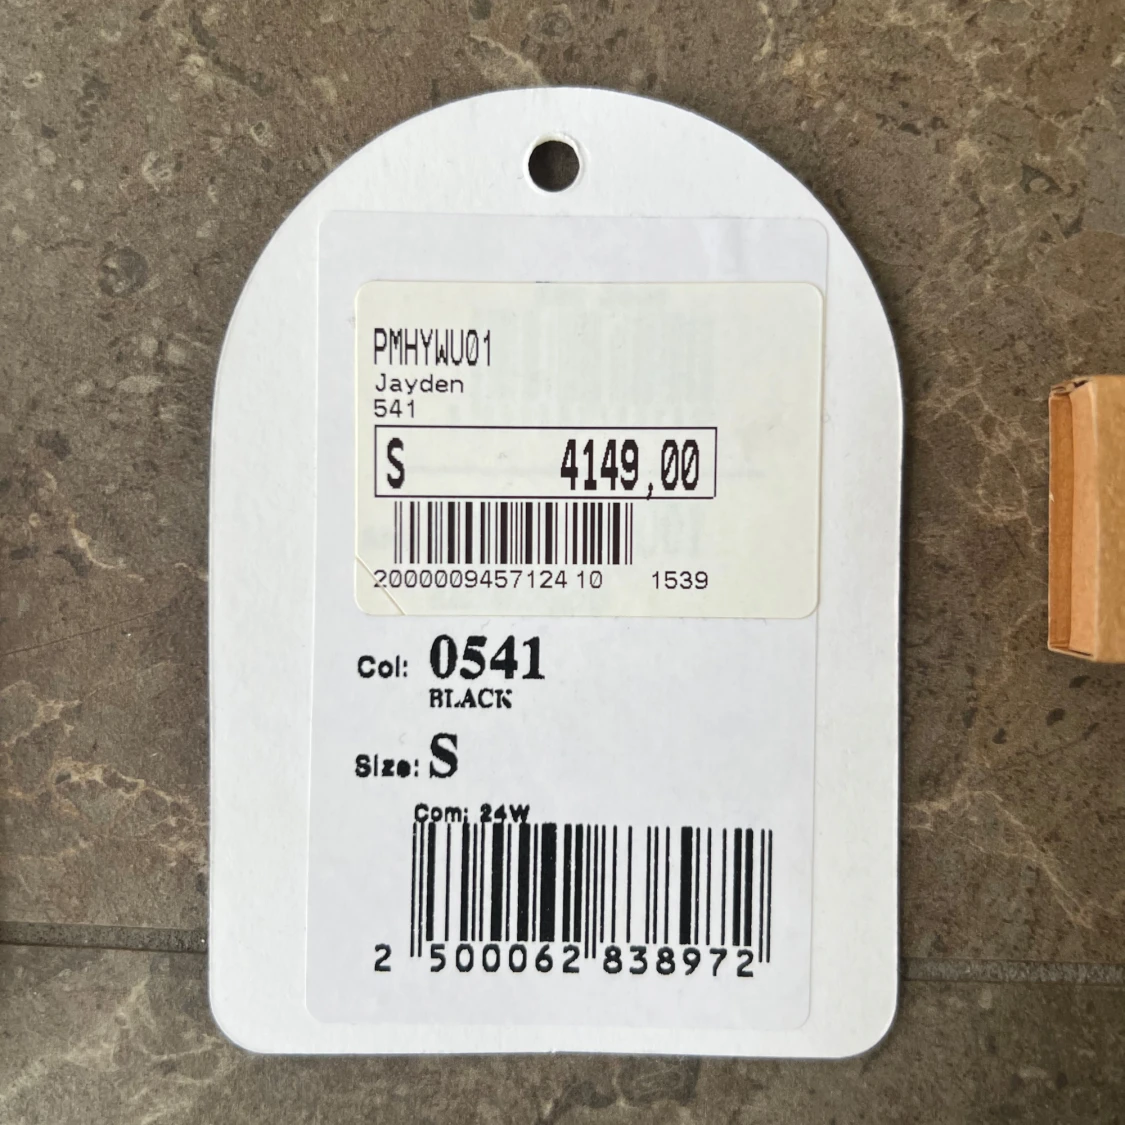 PMHYWU01
Jayden
541
S 4149,00
2000009457124 10 1539
Col: 0541
BLACK
Size: S
Com: 24W
2 500062 838972